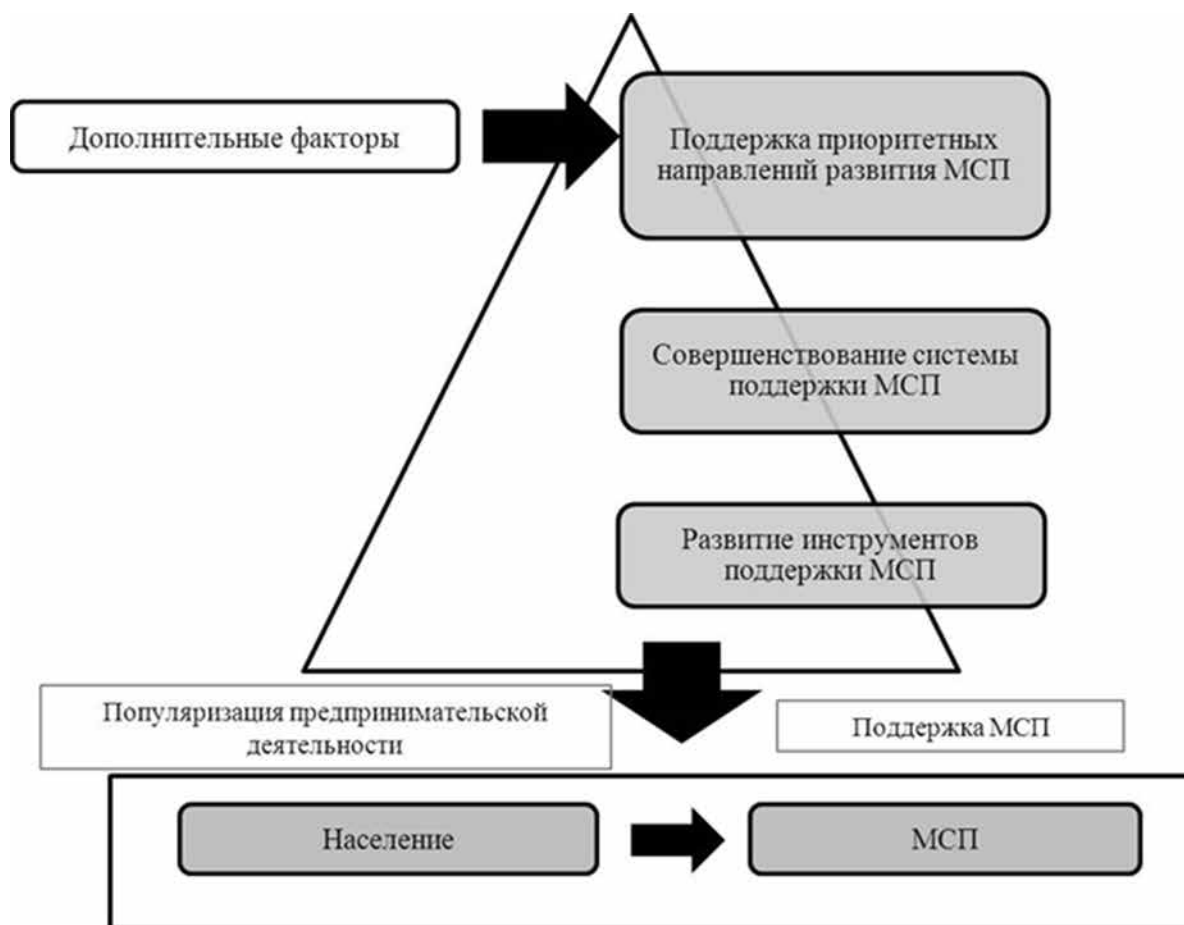 Дополнительные факторы
Поддержка приоритетных
направлений развития МСП
Совершенствование системы
поддержки МСП
Развитие инструментов
поддержки МСП
Популяризация предпринимательской
деятельности
Поддержка МСП
Население
МСП